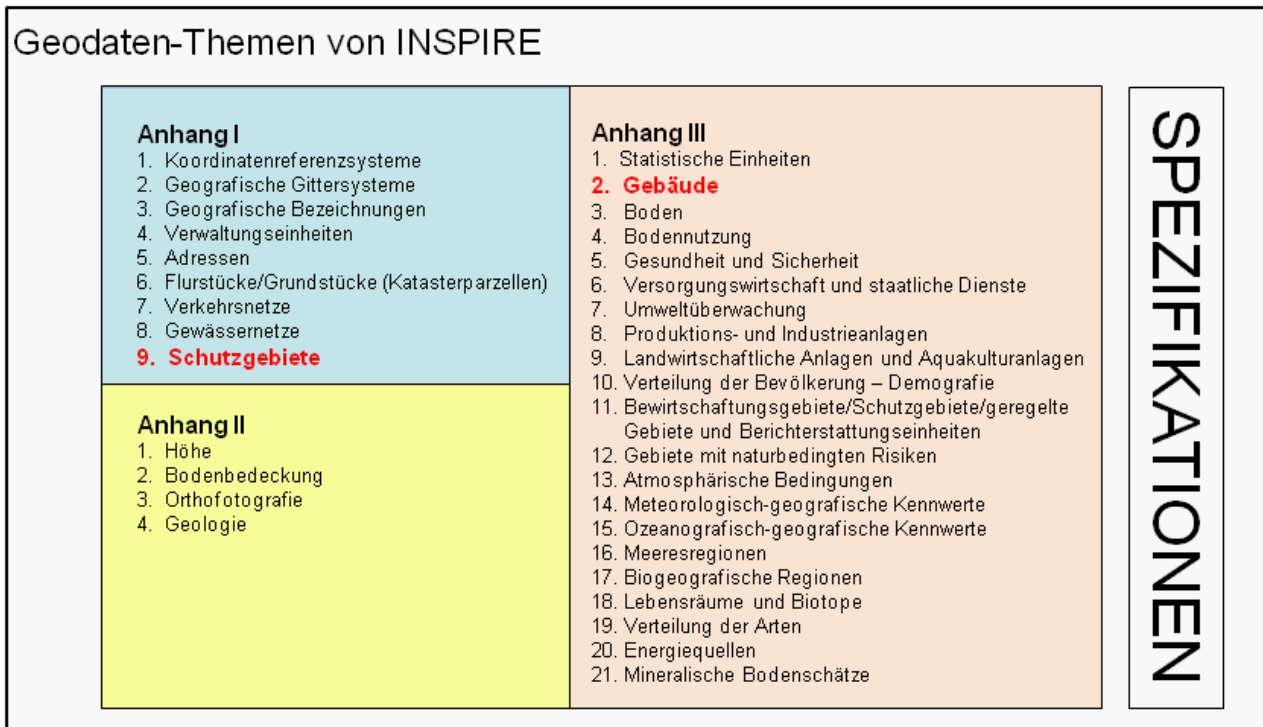 Geodaten-Themen von INSPIRE
Anhang I
1. Koordinatenreferenzsysteme
2. Geografische Gittersysteme
3. Geografische Bezeichnungen
4. Verwaltungseinheiten
5. Adressen
6. Flurstücke/Grundstücke (Katasterparzellen)
7. Verkehrsnetze
8. Gewässernetze
9. Schutzgebiete
Anhang II
1. Höhe
2. Bodenbedeckung
3. Orthofotografie
4. Geologie
Anhang III
1. Statistische Einheiten
2. Gebäude
3. Boden
4. Bodennutzung
5. Gesundheit und Sicherheit
6. Versorgungswirtschaft und staatliche Dienste
7. Umweltüberwachung
8. Produktions- und Industrieanlagen
9. Landwirtschaftliche Anlagen und Aquakulturanlagen
10. Verteilung der Bevölkerung – Demografie
11. Bewirtschaftungsgebiete/Schutzgebiete/geregelte
Gebiete und Berichterstattungseinheiten
12. Gebiete mit naturbedingten Risiken
13. Atmosphärische Bedingungen
14. Meteorologisch-geografische Kennwerte
15. Ozeanografisch-geografische Kennwerte
16. Meeresregionen
17. Biogeografische Regionen
18. Lebensräume und Biotope
19. Verteilung der Arten
20. Energiequellen
21. Mineralische Bodenschätze
SPEZIFIKATIONEN